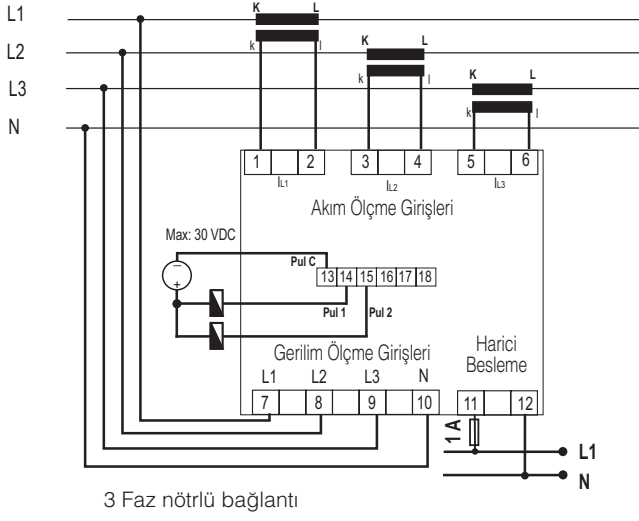 L1
K L
k l
L2
K L
k l
L3
K L
k l
N
1 2 3 4 5 6
IL1 IL2 IL3
Akım Ölçme Girişleri
Max: 30 VDC
Pul C
13 14 15 16 17 18
Pul 1 Pul 2
Gerilim Ölçme Girişleri
Harici
Besleme
L1 L2 L3 N
7 8 9 10 11 12
1 A
L1
N
3 Faz nötrlü bağlantı